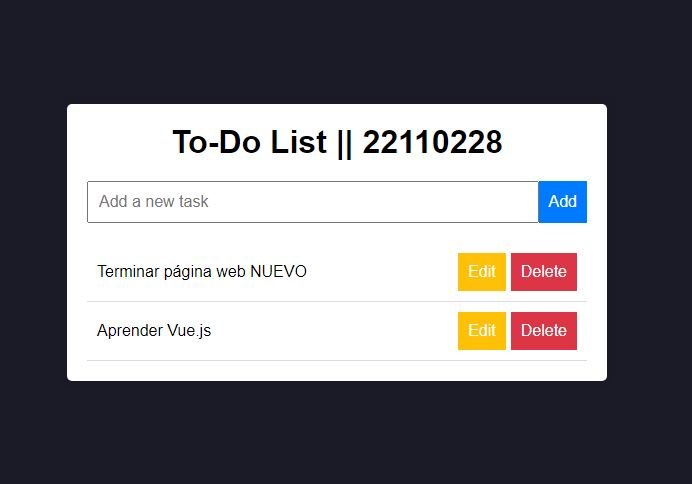 To-Do List || 22110228
Add a new task Add
Terminar página web NUEVO Edit Delete
Aprender Vue.js Edit Delete